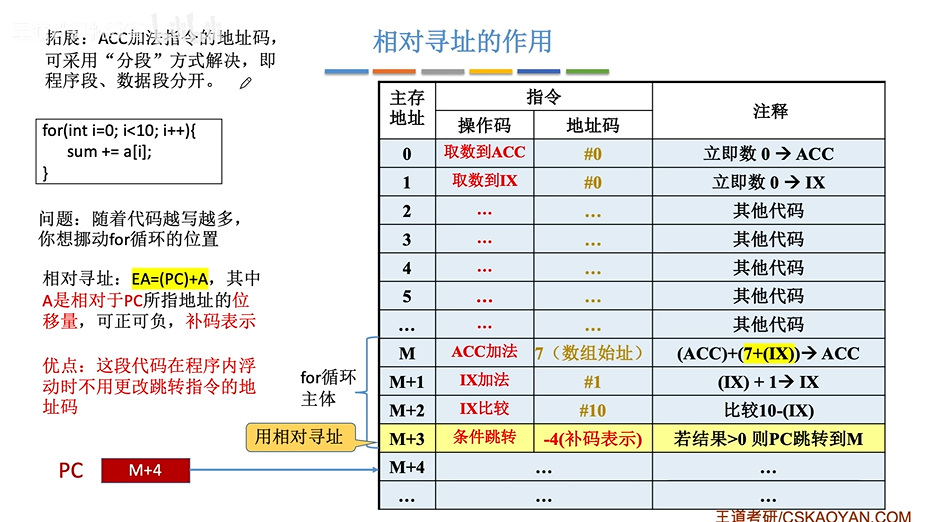 拓展：ACC加法指令的地址码，
可采用“分段”方式解决，即
程序段、数据段分开。
相对寻址的作用
for(int i=0; i<10; i++){
sum += a[i];
}
问题：随着代码越写越多，
你想挪动for循环的位置
相对寻址：EA=(PC)+A，其中
A是相对于PC所指地址的位
移量，可正可负，补码表示
优点：这段代码在程序内浮
动时不用更改跳转指令的地
址码
for循环
主体
用相对寻址
PC M+4
主存地址 指令 注释
操作码 地址码
0 取数到ACC #0 立即数 0 → ACC
1 取数到IX #0 立即数 0 → IX
2 … … 其他代码
3 … … 其他代码
4 … … 其他代码
5 … … 其他代码
… … … 其他代码
M ACC加法 7（数组始址） (ACC)+(7+(IX))→ ACC
M+1 IX加法 #1 (IX) + 1→ IX
M+2 IX比较 #10 比较10-(IX)
M+3 条件跳转 -4(补码表示) 若结果>0 则PC跳转到M
M+4 … …
… … …
王道考研/CSKAOYAN.COM